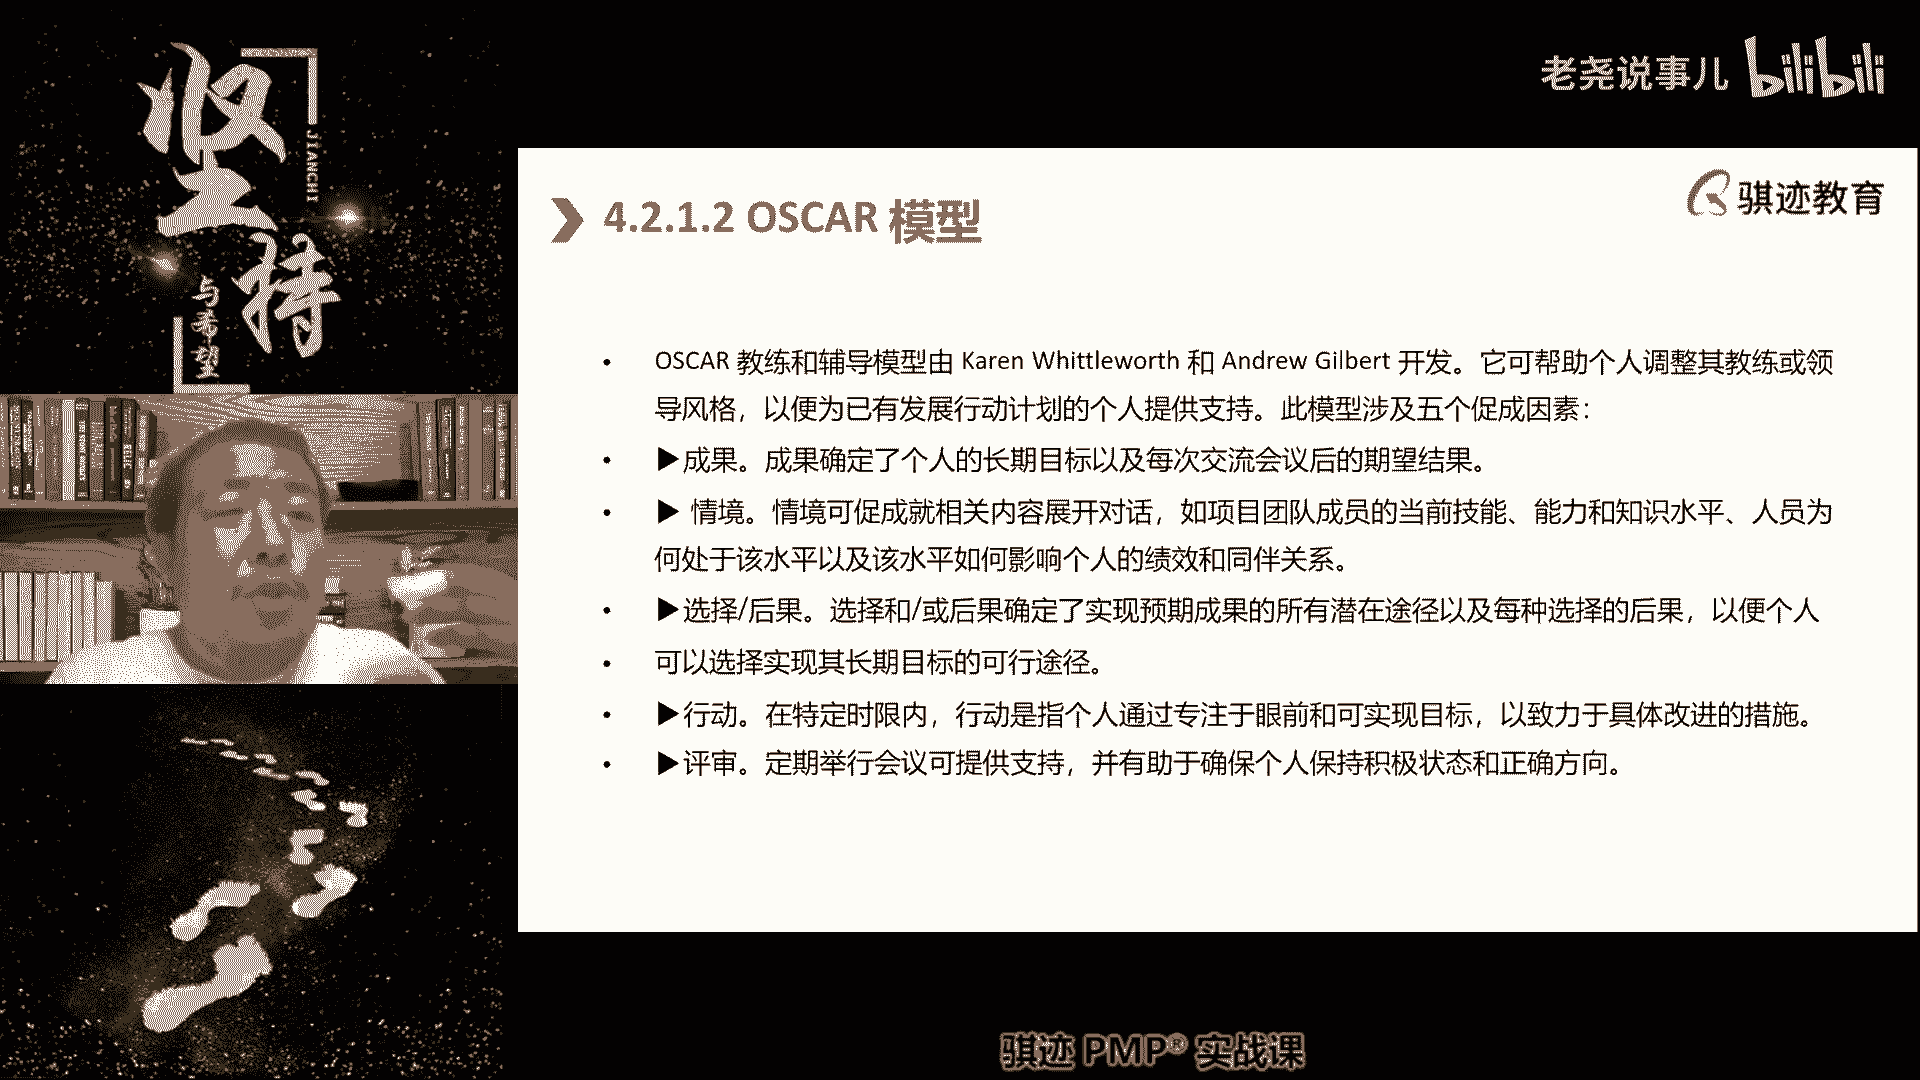 坚持
JIANCHI
与希望
老尧说事儿 bilibili
骐迹教育
4.2.1.2 OSCAR 模型
• OSCAR 教练和辅导模型由 Karen Whittleworth 和 Andrew Gilbert 开发。它可帮助个人调整其教练或领
导风格，以便为已有发展行动计划的个人提供支持。此模型涉及五个促成因素：
• ▶成果。成果确定了个人的长期目标以及每次交流会议后的期望结果。
• ▶ 情境。情境可促成就相关内容展开对话，如项目团队成员的当前技能、能力和知识水平、人员为
何处于该水平以及该水平如何影响个人的绩效和同伴关系。
• ▶选择/后果。选择和/或后果确定了实现预期成果的所有潜在途径以及每种选择的后果，以便个人
• 可以选择实现其长期目标的可行途径。
• ▶行动。在特定时限内，行动是指个人通过专注于眼前和可实现目标，以致力于具体改进的措施。
• ▶评审。定期举行会议可提供支持，并有助于确保个人保持积极状态和正确方向。
骐迹 PMP® 实战课